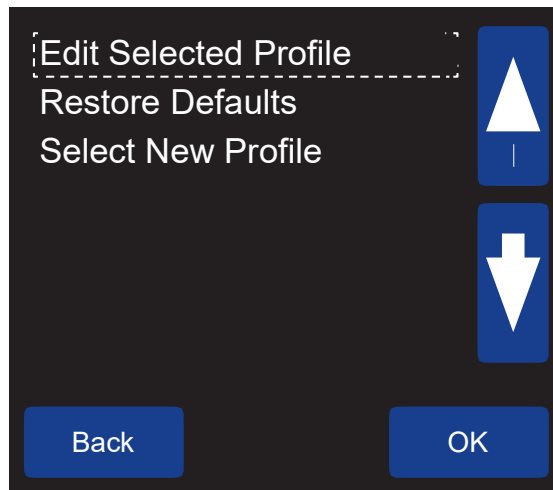 Edit Selected Profile
Restore Defaults
Select New Profile
Back
OK